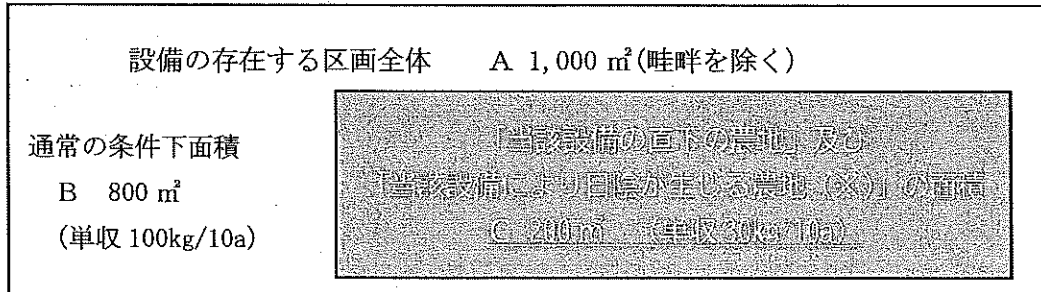 設備の存在する区画全体 A 1,000 ㎡(畦畔を除く)
通常の条件下面積
B 800 ㎡
(単収 100kg/10a)
「当該設備の直下の農地」及び
「当該設備により日陰が生じる農地（※）」の面積
C 200㎡ （単収30kg/10a）